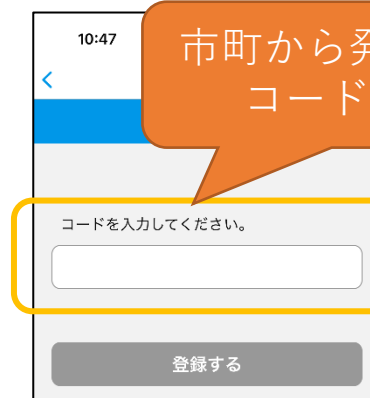 10:47
市町から発
コード
コードを入力してください。
登録する